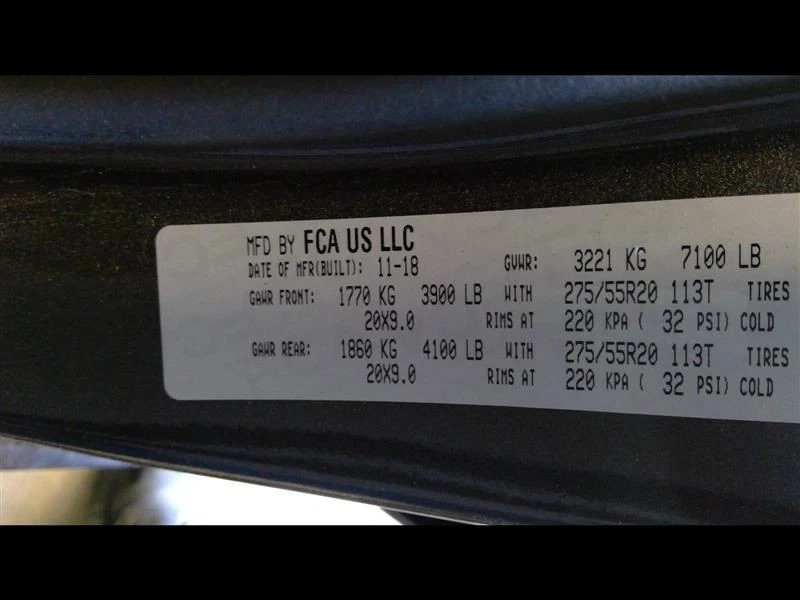 MFD BY FCA US LLC
DATE OF MFR(BUILT): 11-18 GVWR: 3221 KG 7100 LB
GAWR FRONT: 1770 KG 3900 LB WITH 275/55R20 113T TIRES
20X9.0 RIMS AT 220 KPA ( 32 PSI) COLD
GAWR REAR: 1860 KG 4100 LB WITH 275/55R20 113T TIRES
20X9.0 RIMS AT 220 KPA ( 32 PSI) COLD